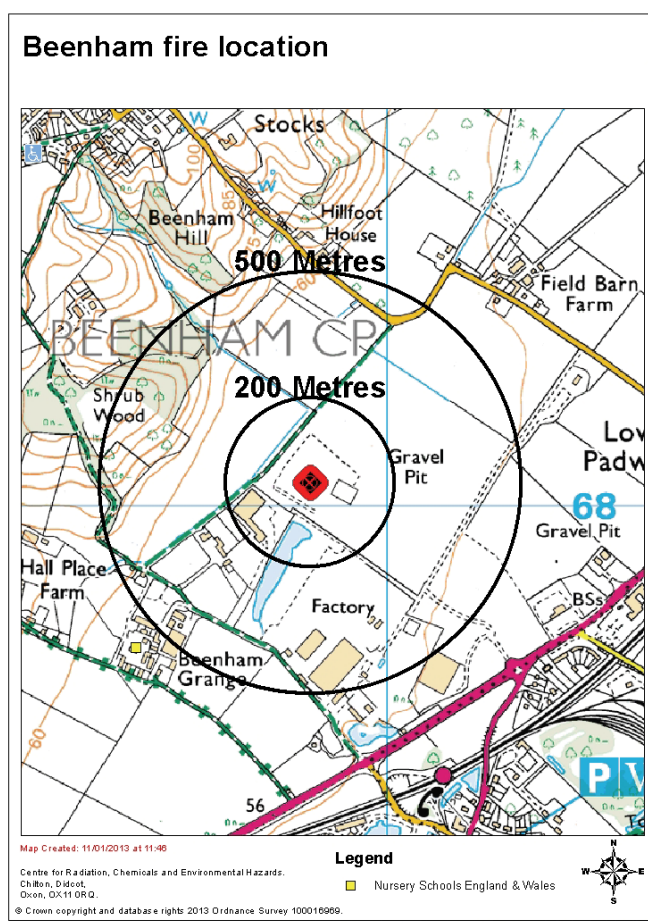 Beenham fire location
Stocks
W
100
W
85
Beenham
Hill
Hillfoot
House
500 Metres
60
Field Barn
Farm
BEENHAM CP
200 Metres
Shrub
Wood
Gravel
Pit
Low
Padw
68
Gravel Pit
Hall Place
Farm
BSs
Factory
Beenham
Grange
60
P
V
56
Te
Map Created: 11/01/2013 at 11:46
Centre for Radiation, Chemicals and Environmental Hazards.
Chilton, Didcot,
Oxon, OX11 0RQ.
© Crown copyright and database rights 2013 Ordnance Survey 100016969.
Legend
Nursery Schools England & Wales
N
W
E
S